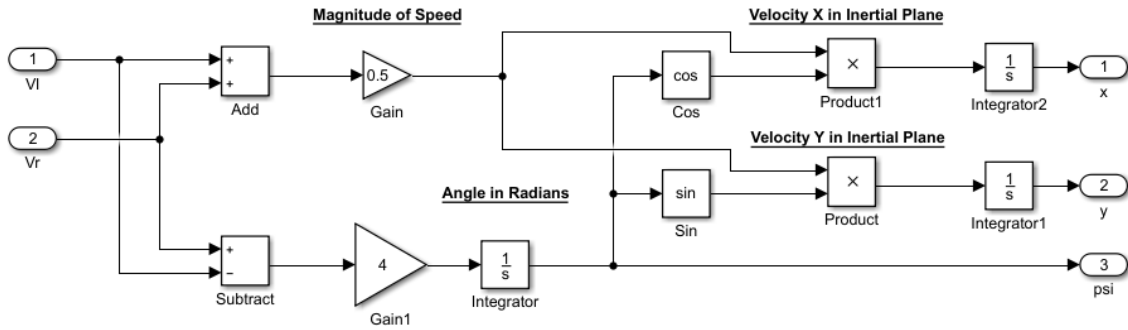 Magnitude of Speed
Velocity X in Inertial Plane
1
Vl
+
+
Add
0.5
Gain
cos
Cos
×
Product1
1
s
Integrator2
1
x
2
Vr
Velocity Y in Inertial Plane
Angle in Radians
sin
Sin
×
Product
1
s
Integrator1
2
y
+
−
Subtract
4
Gain1
1
s
Integrator
3
psi